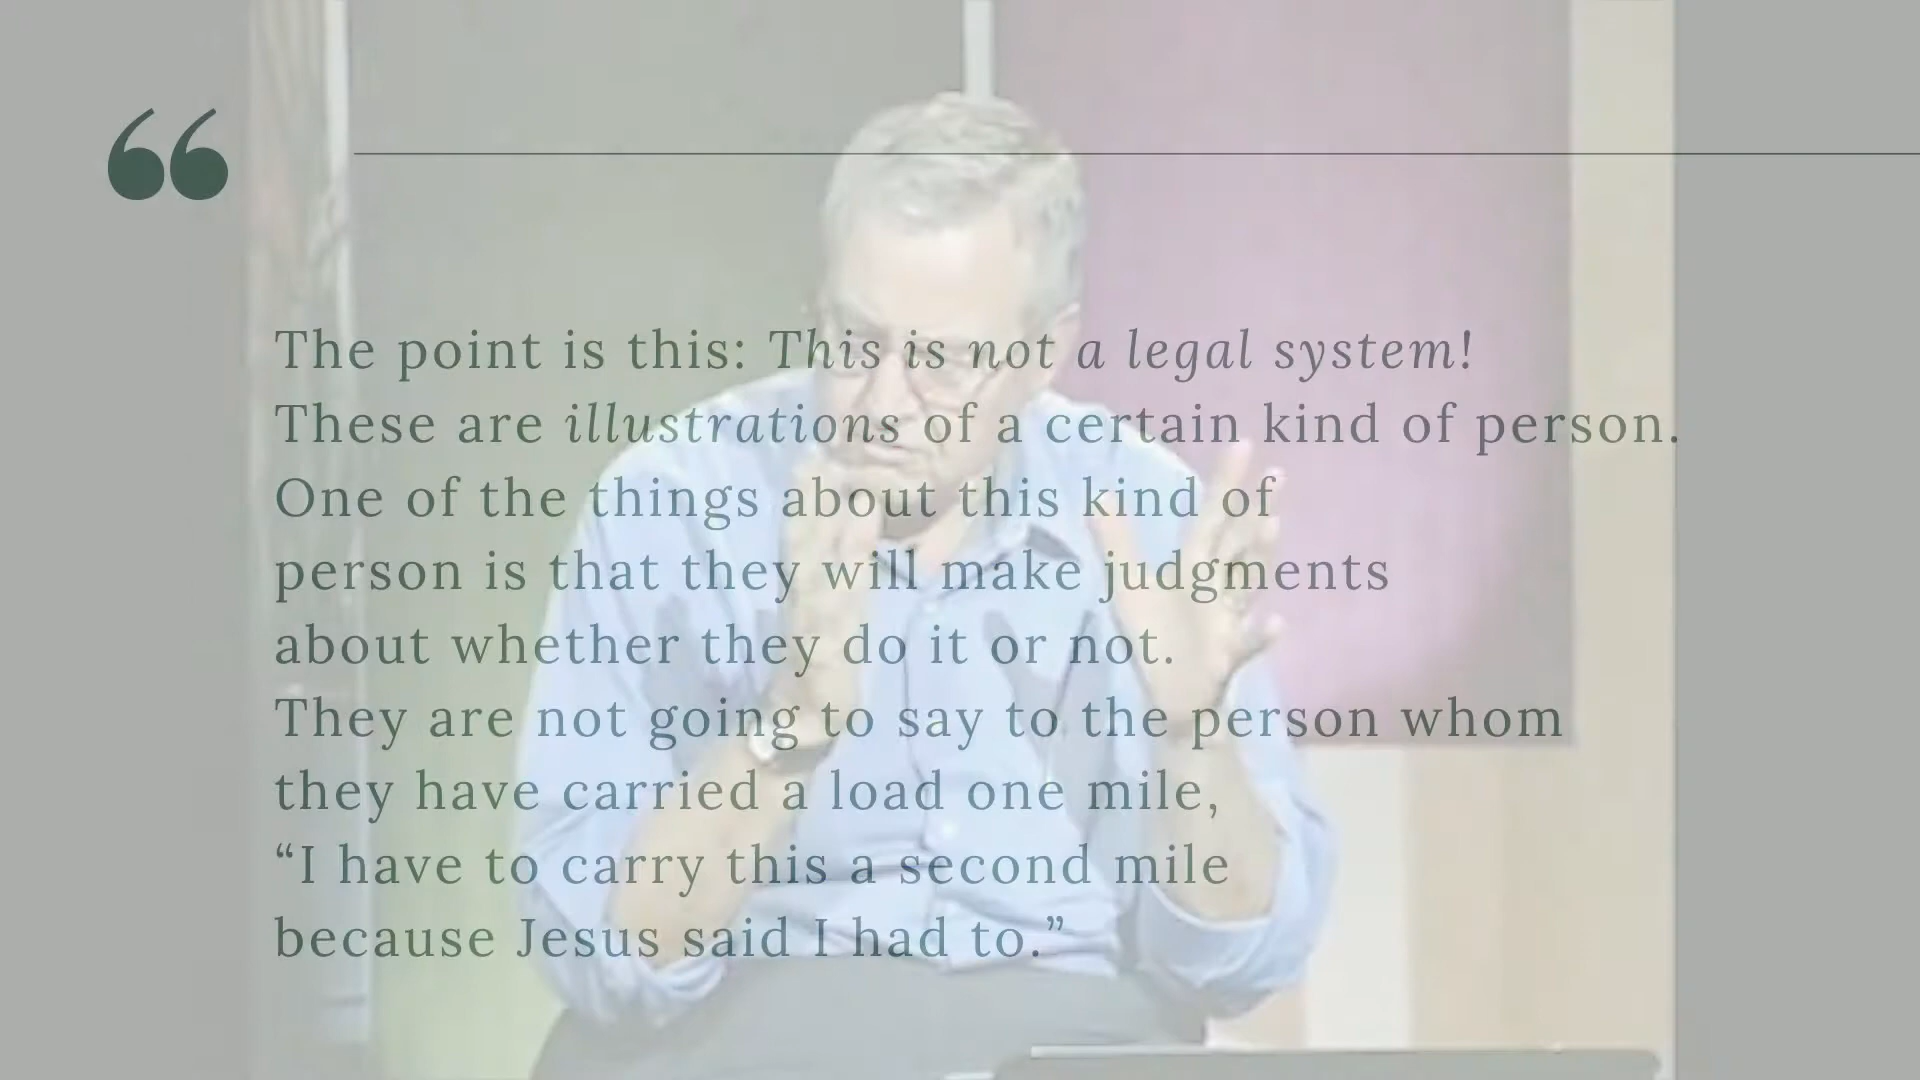 “
The point is this: This is not a legal system!
These are illustrations of a certain kind of person.
One of the things about this kind of
person is that they will make judgments
about whether they do it or not.
They are not going to say to the person whom
they have carried a load one mile,
“I have to carry this a second mile
because Jesus said I had to.”